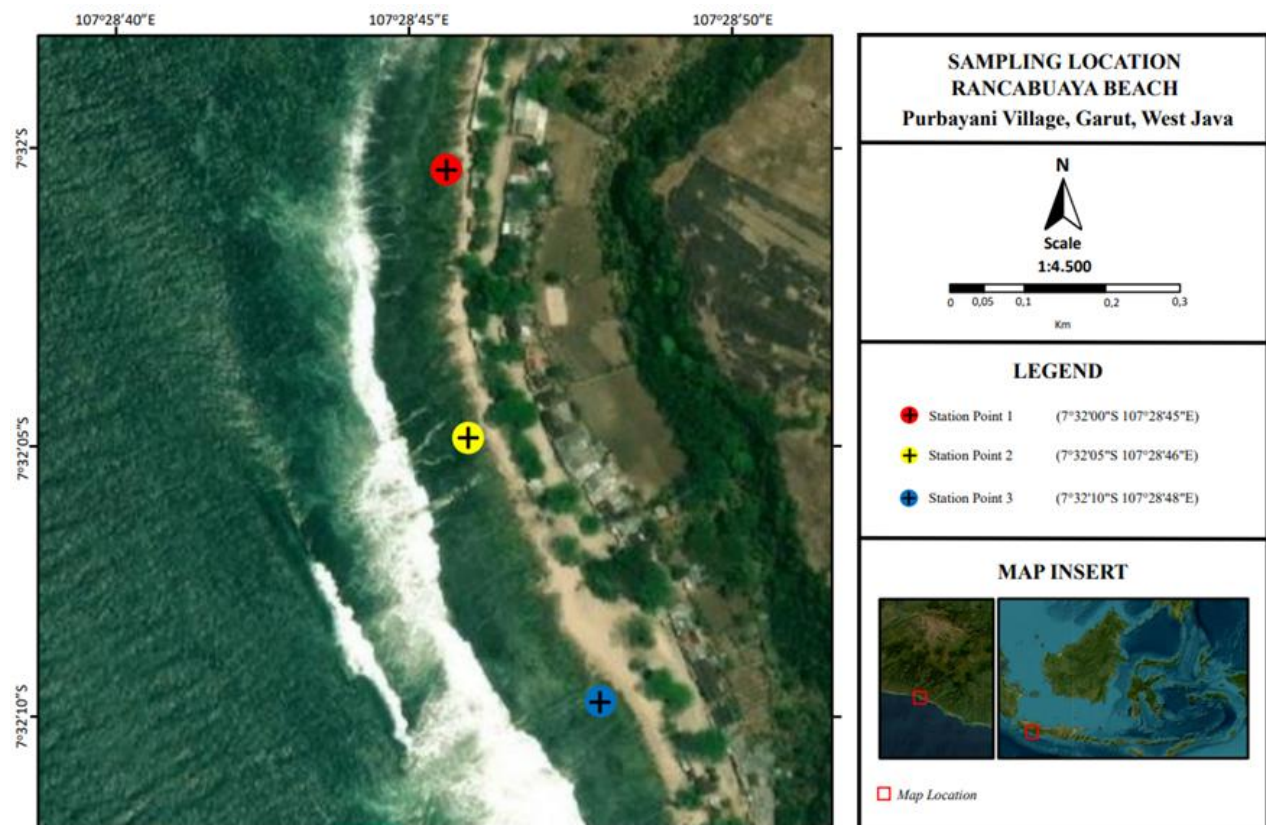 107°28'40"E
107°28'45"E
107°28'50"E
7°32'S
7°32'05"S
7°32'10"S
SAMPLING LOCATION
RANCABUAYA BEACH
Purbayani Village, Garut, West Java
N
Scale
1:4.500
0 0,05 0,1 0,2 0,3
Km
LEGEND
Station Point 1 (7°32'00"S 107°28'45"E)
Station Point 2 (7°32'05"S 107°28'46"E)
Station Point 3 (7°32'10"S 107°28'48"E)
MAP INSERT
Map Location